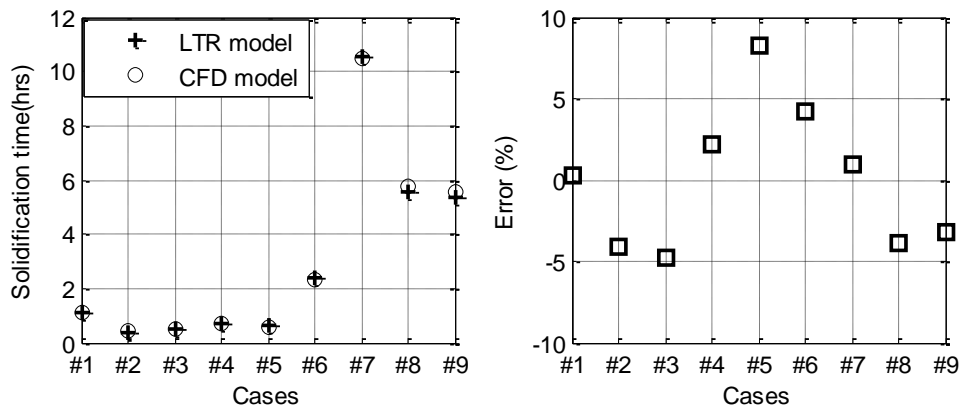 Solidification time(hrs)
12
10
8
6
4
2
0
LTR model
CFD model
#1 #2 #3 #4 #5 #6 #7 #8 #9
Cases
Error (%)
10
5
0
-5
-10
#1 #2 #3 #4 #5 #6 #7 #8 #9
Cases